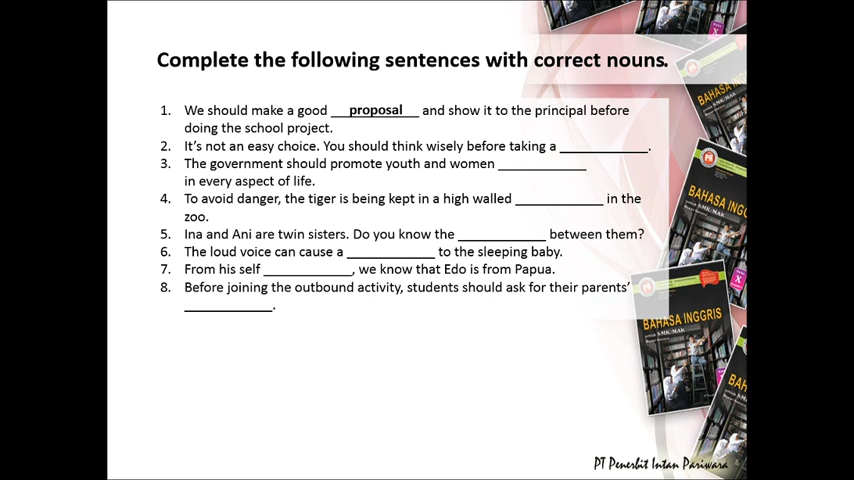 Complete the following sentences with correct nouns.
1. We should make a good ___proposal___ and show it to the principal before
doing the school project.
2. It's not an easy choice. You should think wisely before taking a ____________.
3. The government should promote youth and women ____________
in every aspect of life.
4. To avoid danger, the tiger is being kept in a high walled ____________ in the
zoo.
5. Ina and Ani are twin sisters. Do you know the ____________ between them?
6. The loud voice can cause a ____________ to the sleeping baby.
7. From his self ____________, we know that Edo is from Papua.
8. Before joining the outbound activity, students should ask for their parents'
____________.
BAHASA INGGRIS
untuk SMK/MAK
PT Penerbit Intan Pariwara